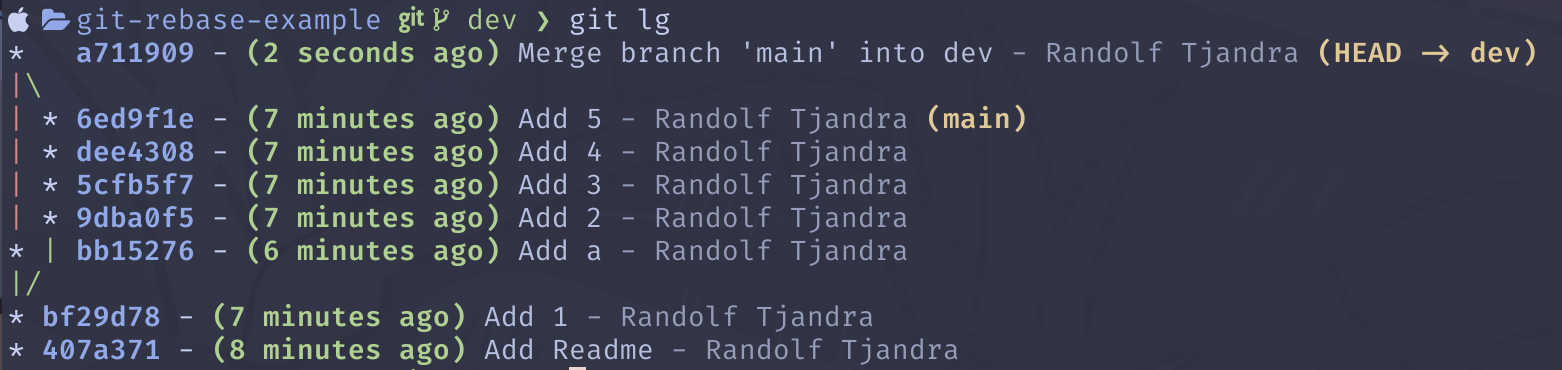 git-rebase-example git dev ❯ git lg
*   a711909 - (2 seconds ago) Merge branch 'main' into dev - Randolf Tjandra (HEAD -> dev)
|\
| * 6ed9f1e - (7 minutes ago) Add 5 - Randolf Tjandra (main)
| * dee4308 - (7 minutes ago) Add 4 - Randolf Tjandra
| * 5cfb5f7 - (7 minutes ago) Add 3 - Randolf Tjandra
| * 9dba0f5 - (7 minutes ago) Add 2 - Randolf Tjandra
* | bb15276 - (6 minutes ago) Add a - Randolf Tjandra
|/
* bf29d78 - (7 minutes ago) Add 1 - Randolf Tjandra
* 407a371 - (8 minutes ago) Add Readme - Randolf Tjandra